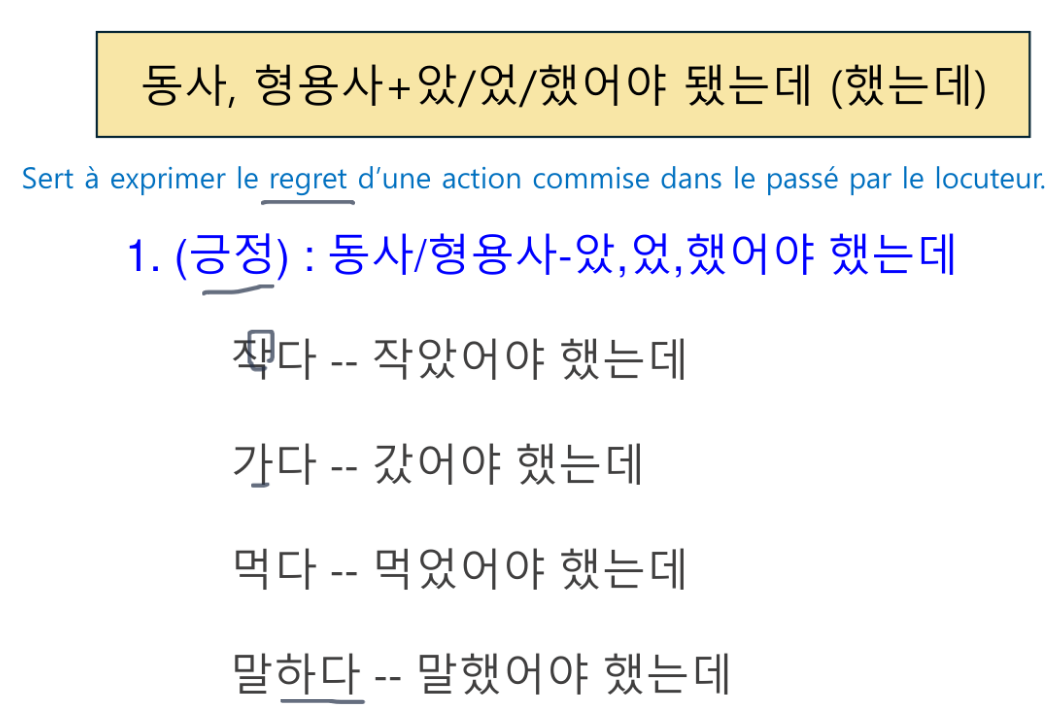 동사, 형용사+았/었/했어야 됐는데 (했는데)
Sert à exprimer le regret d’une action commise dans le passé par le locuteur.
1. (긍정) : 동사/형용사-았,었,했어야 했는데
작다 -- 작았어야 했는데
가다 -- 갔어야 했는데
먹다 -- 먹었어야 했는데
말하다 -- 말했어야 했는데